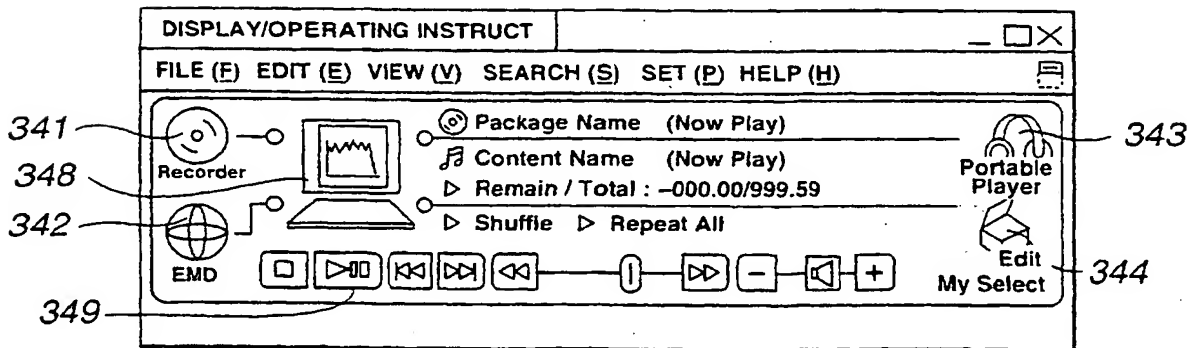 DISPLAY/OPERATING INSTRUCT
FILE (F) EDIT (E) VIEW (V) SEARCH (S) SET (P) HELP (H)
341
348
342
349
Recorder
EMD
Package Name (Now Play)
Content Name (Now Play)
Remain / Total : –000.00/999.59
Shuffle Repeat All
Portable
Player
Edit
My Select
343
344